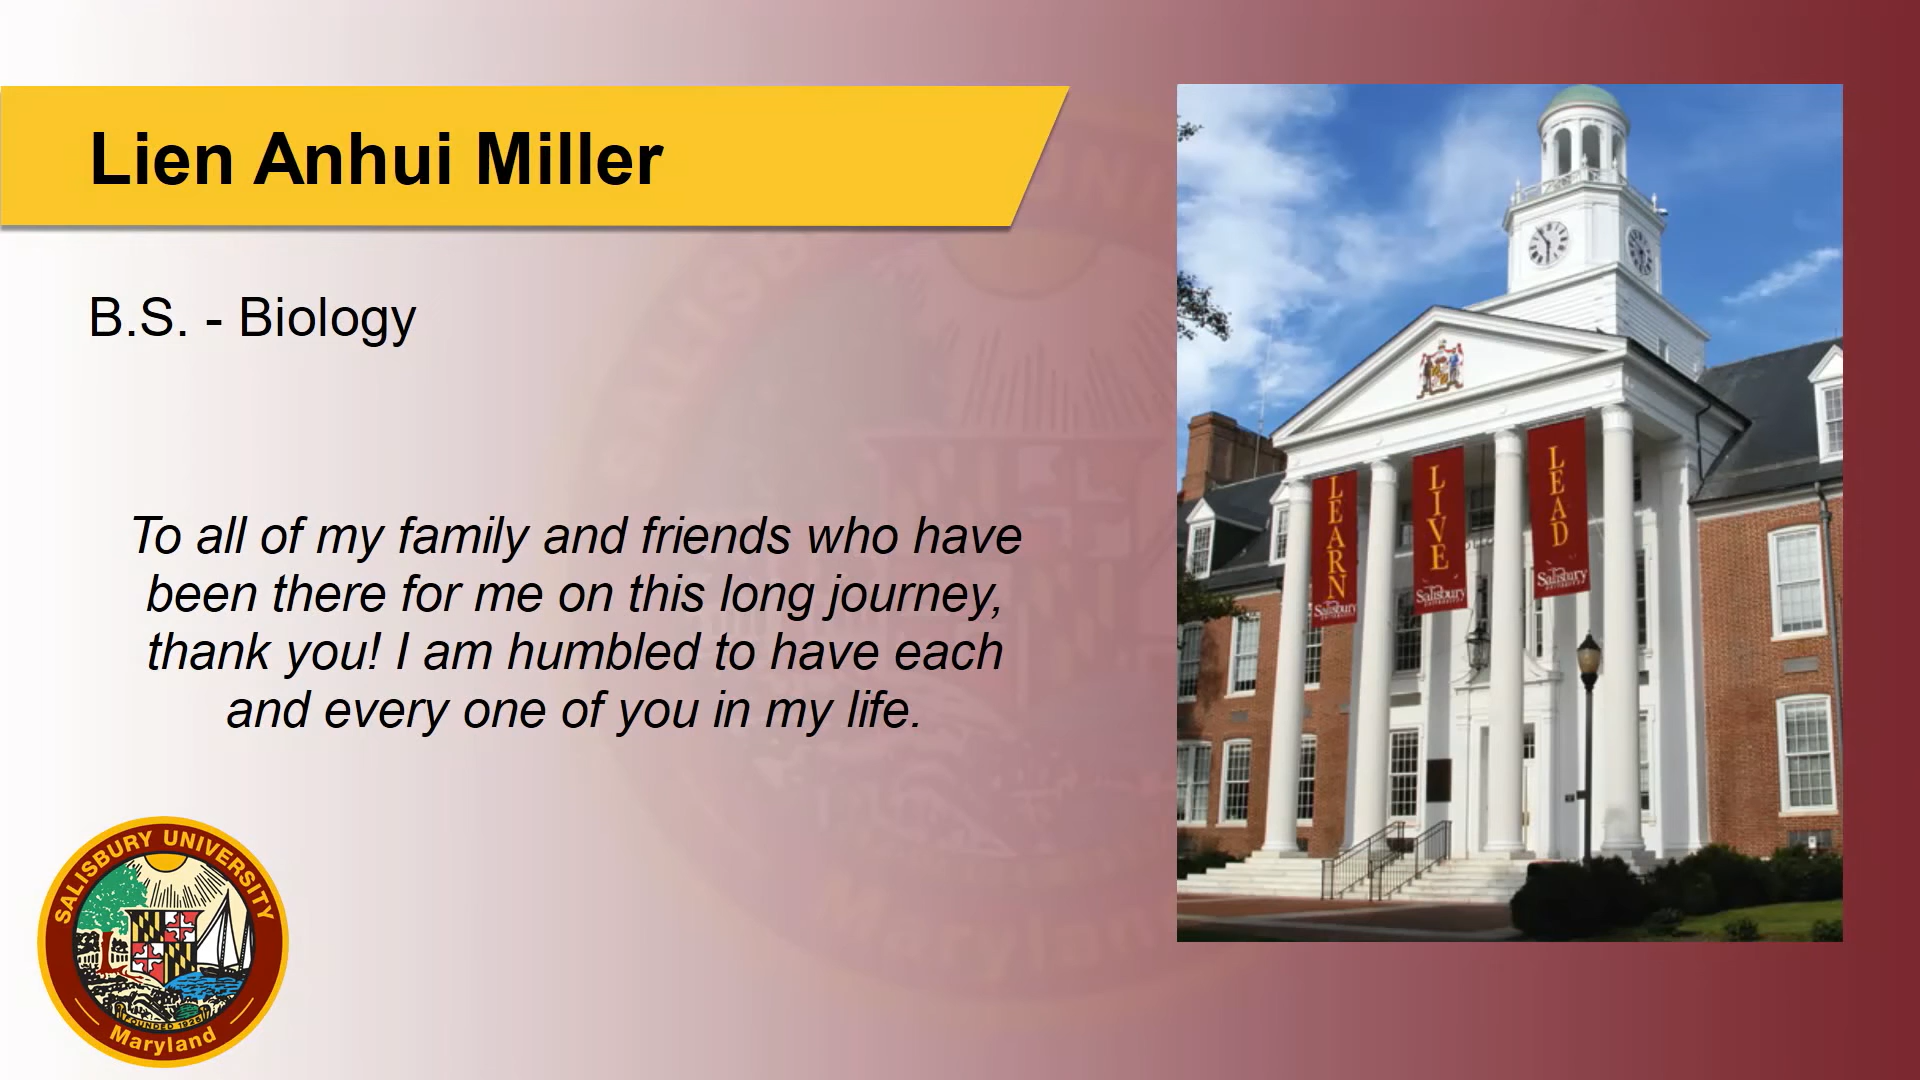 Lien Anhui Miller
B.S. - Biology
To all of my family and friends who have
been there for me on this long journey,
thank you! I am humbled to have each
and every one of you in my life.
LEARN
Salisbury
LIVE
Salisbury
UNIVERSITY
LEAD
Salisbury
UNIVERSITY
SALISBURY UNIVERSITY
FOUNDED 1925
Maryland